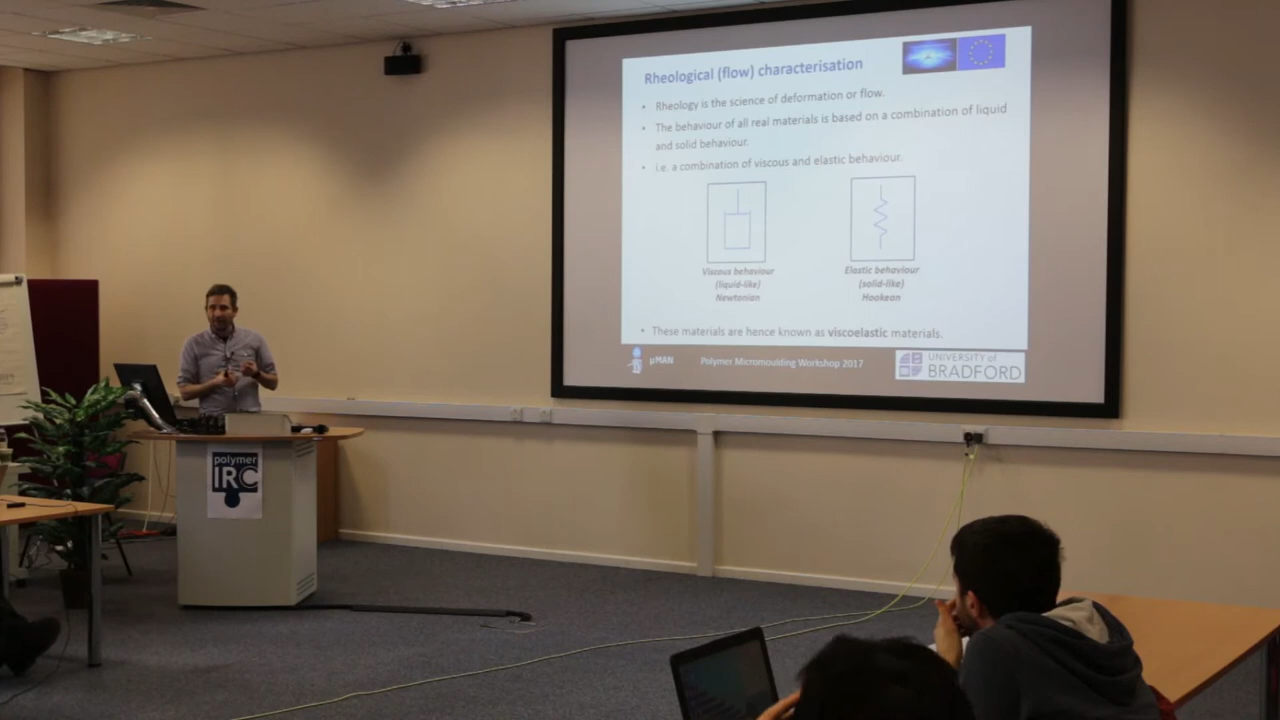 Rheological (flow) characterisation
• Rheology is the science of deformation or flow.
• The behaviour of all real materials is based on a combination of liquid
and solid behaviour.
• i.e. a combination of viscous and elastic behaviour.
Viscous behaviour
(liquid-like)
Newtonian
Elastic behaviour
(solid-like)
Hookean
• These materials are hence known as viscoelastic materials.
μMAN
Polymer Micromoulding Workshop 2017
UNIVERSITY of
BRADFORD
polymer
IRC